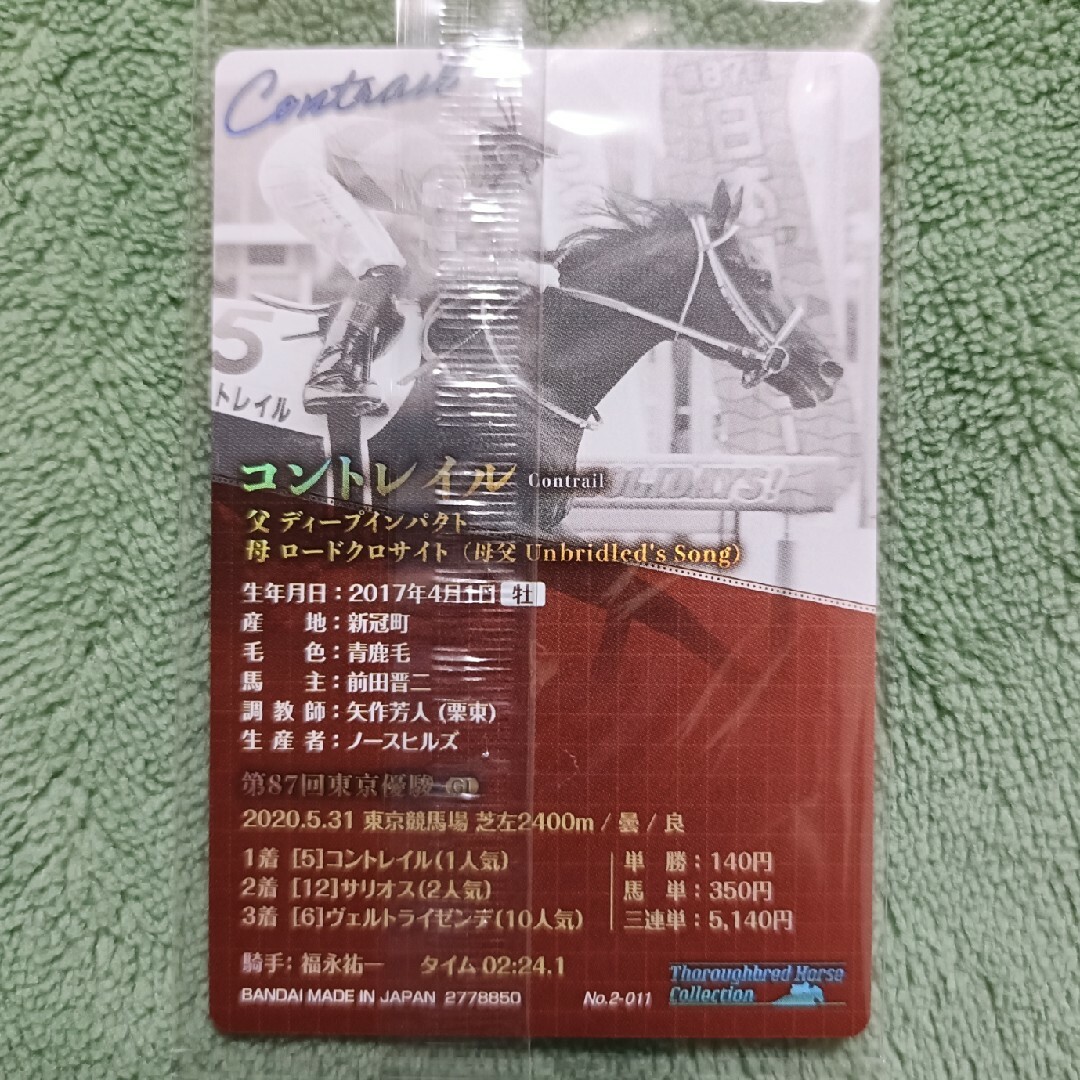 Contrail
第87回
日本
5
トレイル
HOLIDAYS!
コントレイル Contrail
父 ディープインパクト
母 ロードクロサイト (母父 Unbridled's Song)
生年月日：2017年4月1日 牡
産 地：新冠町
毛 色：青鹿毛
馬 主：前田晋二
調教師：矢作芳人 (栗東)
生産者：ノースヒルズ
第87回東京優駿 GI
2020.5.31 東京競馬場 芝左2400m / 曇 / 良
1着 [5]コントレイル(1人気)
2着 [12]サリオス(2人気)
3着 [6]ヴェルトライゼンデ(10人気)
単 勝：140円
馬 単：350円
三連単：5,140円
騎手：福永祐一 タイム 02:24.1
BANDAI MADE IN JAPAN 2778850 No.2-011
Thoroughbred Horse
Collection